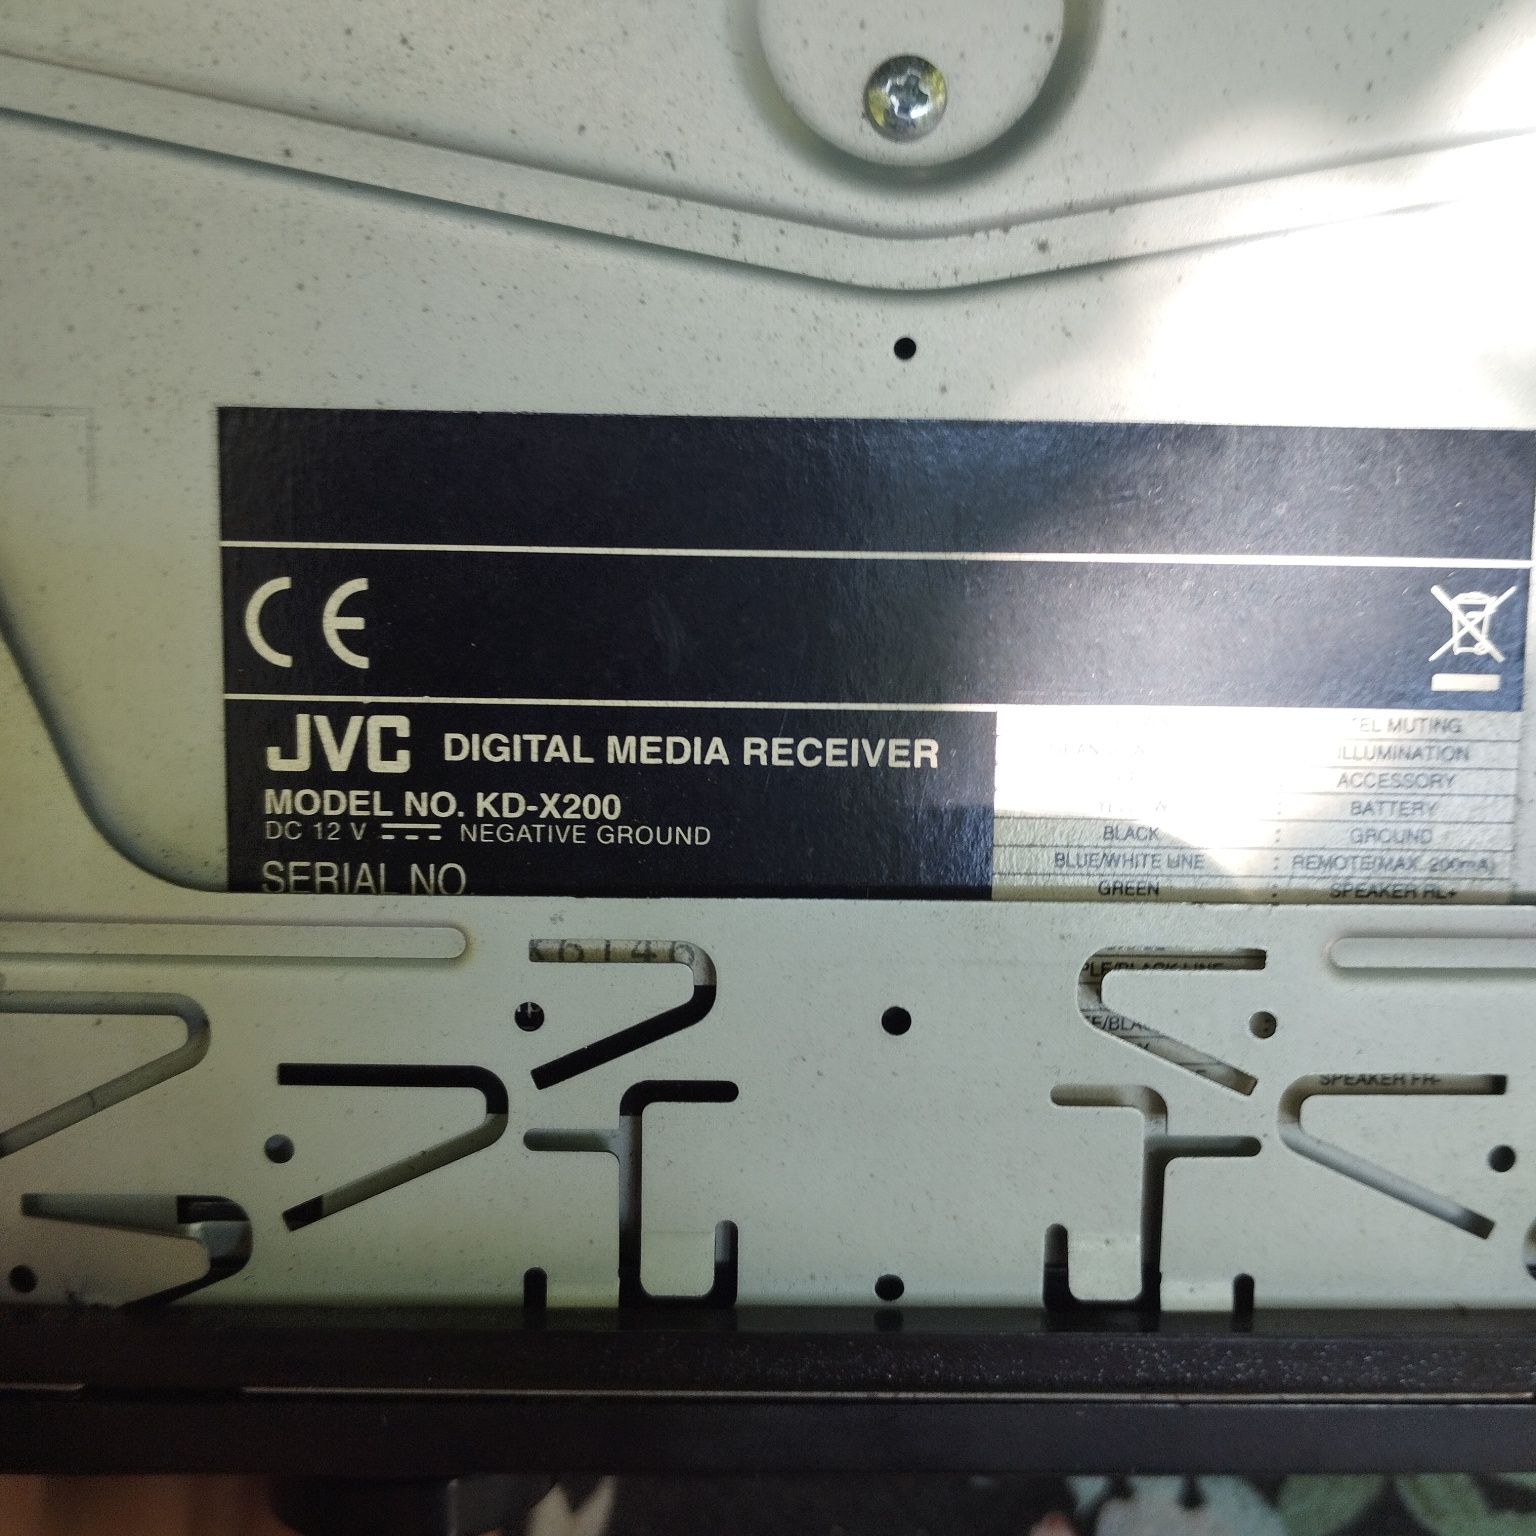 CE
JVC DIGITAL MEDIA RECEIVER
MODEL NO. KD-X200
DC 12 V NEGATIVE GROUND
SERIAL NO.
MUTING
ILLUMINATION
ACCESSORY
YELLOW : BATTERY
BLACK : GROUND
BLUE/WHITE LINE : REMOTE(MAX. 200mA)
GREEN : SPEAKER RL+
SPEAKER FR-